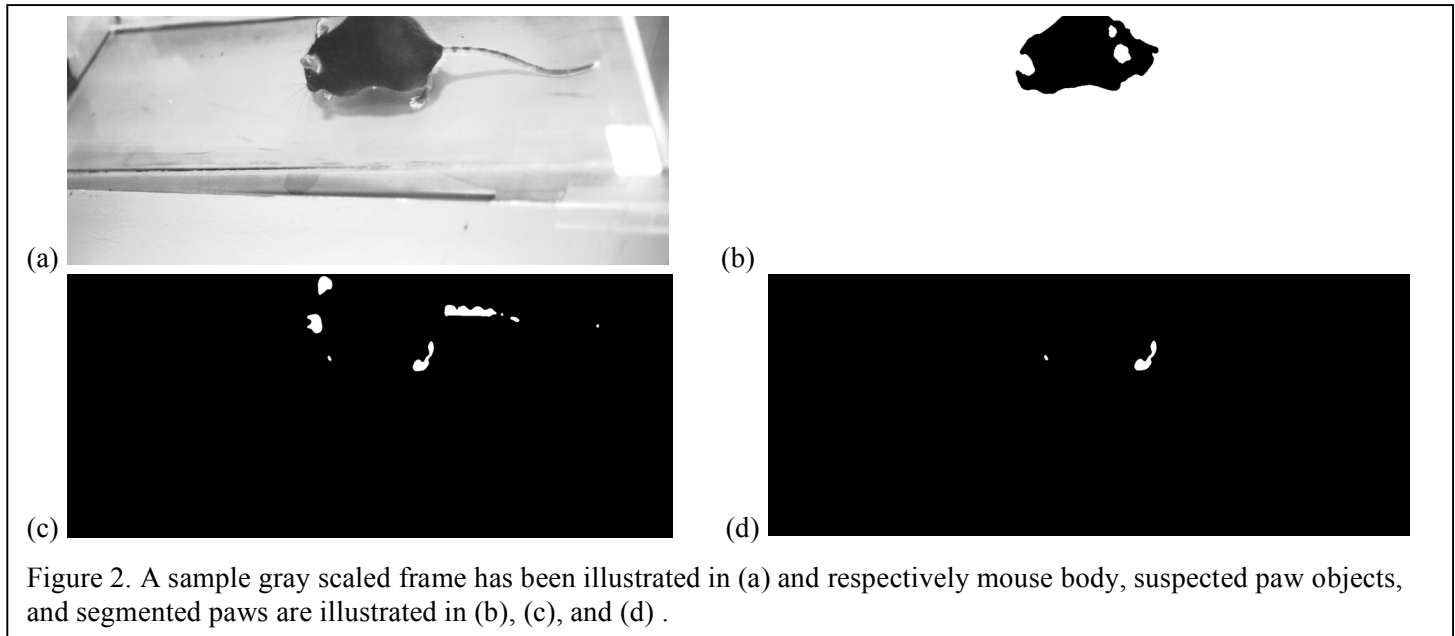 (a)
(b)
(c)
(d)
Figure 2. A sample gray scaled frame has been illustrated in (a) and respectively mouse body, suspected paw objects,
and segmented paws are illustrated in (b), (c), and (d) .